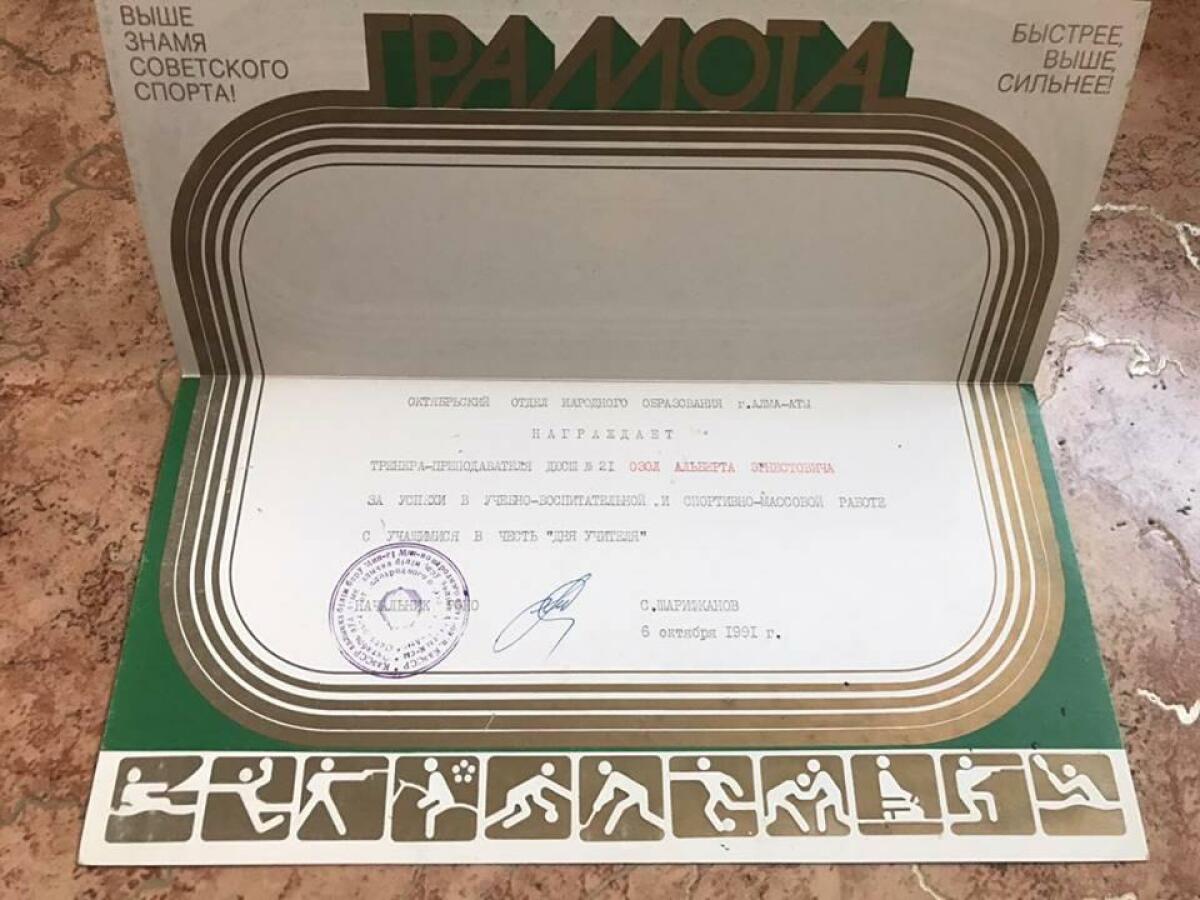 ВЫШЕ
ЗНАМЯ
СОВЕТСКОГО
СПОРТА!
ГРАМОТА
БЫСТРЕЕ,
ВЫШЕ,
СИЛЬНЕЕ!
ОКТЯБРЬСКИЙ ОТДЕЛ НАРОДНОГО ОБРАЗОВАНИЯ г.АЛМА-АТЫ
НАГРАЖДАЕТ
ТРЕНЕРА-ПРЕПОДАВАТЕЛЯ ДЮСШ № 21 ОЗОЛ АЛЬБЕРТА ЭРНЕСТОВИЧА
ЗА УСПЕХИ В УЧЕБНО-ВОСПИТАТЕЛЬНОЙ .И СПОРТИВНО-МАССОВОЙ РАБОТЕ
С УЧАЩИМИСЯ В ЧЕСТЬ "ДНЯ УЧИТЕЛЯ"
НАЧАЛЬНИК С.ШАРИПКАНОВ
6 октября 1991 г.
КазССР